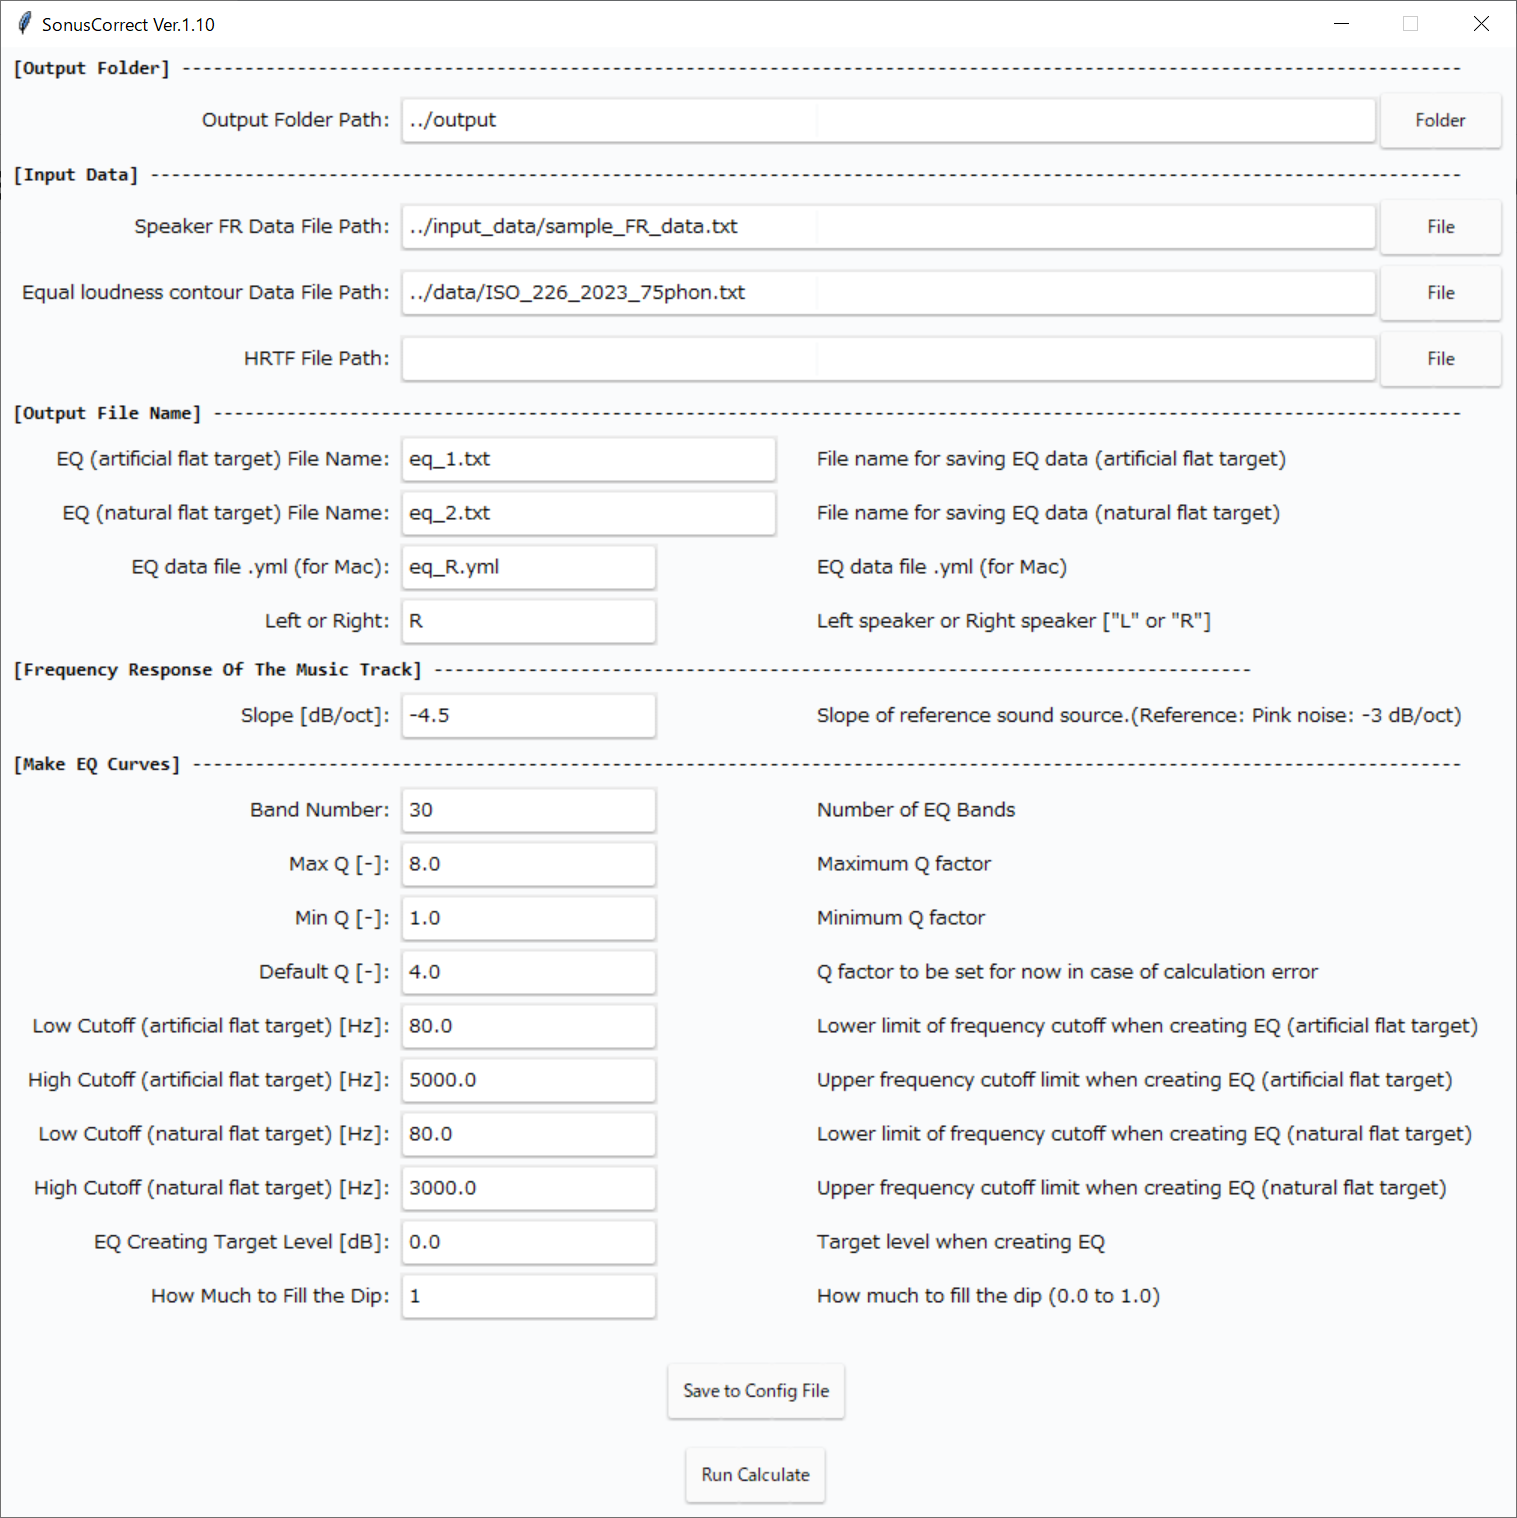 SonusCorrect Ver.1.10
[Output Folder] --------------------------------------------------------------------------------------------------------------------------
Output Folder Path: ../output Folder
[Input Data] -----------------------------------------------------------------------------------------------------------------------------
Speaker FR Data File Path: ../input_data/sample_FR_data.txt File
Equal loudness contour Data File Path: ../data/ISO_226_2023_75phon.txt File
HRTF File Path: File
[Output File Name] -----------------------------------------------------------------------------------------------------------------------
EQ (artificial flat target) File Name: eq_1.txt File name for saving EQ data (artificial flat target)
EQ (natural flat target) File Name: eq_2.txt File name for saving EQ data (natural flat target)
EQ data file .yml (for Mac): eq_R.yml EQ data file .yml (for Mac)
Left or Right: R Left speaker or Right speaker ["L" or "R"]
[Frequency Response Of The Music Track] ------------------------------------------------------------------------------
Slope [dB/oct]: -4.5 Slope of reference sound source.(Reference: Pink noise: -3 dB/oct)
[Make EQ Curves] -------------------------------------------------------------------------------------------------------------------------
Band Number: 30 Number of EQ Bands
Max Q [-]: 8.0 Maximum Q factor
Min Q [-]: 1.0 Minimum Q factor
Default Q [-]: 4.0 Q factor to be set for now in case of calculation error
Low Cutoff (artificial flat target) [Hz]: 80.0 Lower limit of frequency cutoff when creating EQ (artificial flat target)
High Cutoff (artificial flat target) [Hz]: 5000.0 Upper frequency cutoff limit when creating EQ (artificial flat target)
Low Cutoff (natural flat target) [Hz]: 80.0 Lower limit of frequency cutoff when creating EQ (natural flat target)
High Cutoff (natural flat target) [Hz]: 3000.0 Upper frequency cutoff limit when creating EQ (natural flat target)
EQ Creating Target Level [dB]: 0.0 Target level when creating EQ
How Much to Fill the Dip: 1 How much to fill the dip (0.0 to 1.0)
Save to Config File
Run Calculate